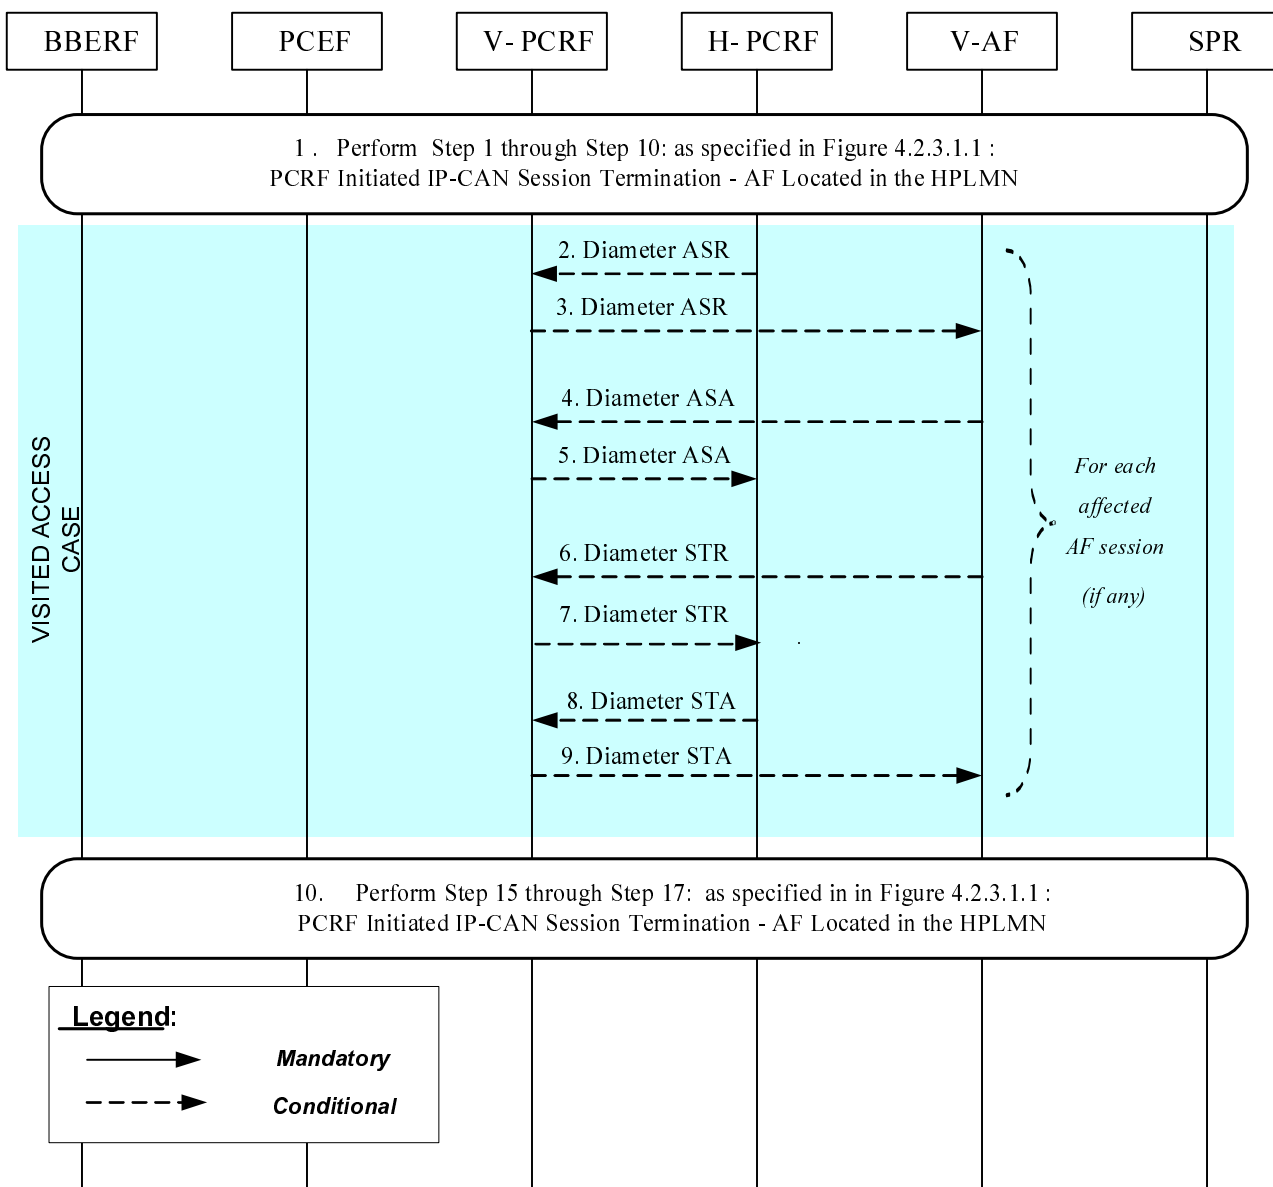 BBERF
PCEF
V- PCRF
H- PCRF
V-AF
SPR
1 . Perform Step 1 through Step 10: as specified in Figure 4.2.3.1.1 :
PCRF Initiated IP-CAN Session Termination - AF Located in the HPLMN
VISITED ACCESS
CASE
2. Diameter ASR
3. Diameter ASR
4. Diameter ASA
5. Diameter ASA
6. Diameter STR
7. Diameter STR
8. Diameter STA
9. Diameter STA
For each
affected
AF session
(if any)
10. Perform Step 15 through Step 17: as specified in in Figure 4.2.3.1.1 :
PCRF Initiated IP-CAN Session Termination - AF Located in the HPLMN
Legend:
Mandatory
Conditional